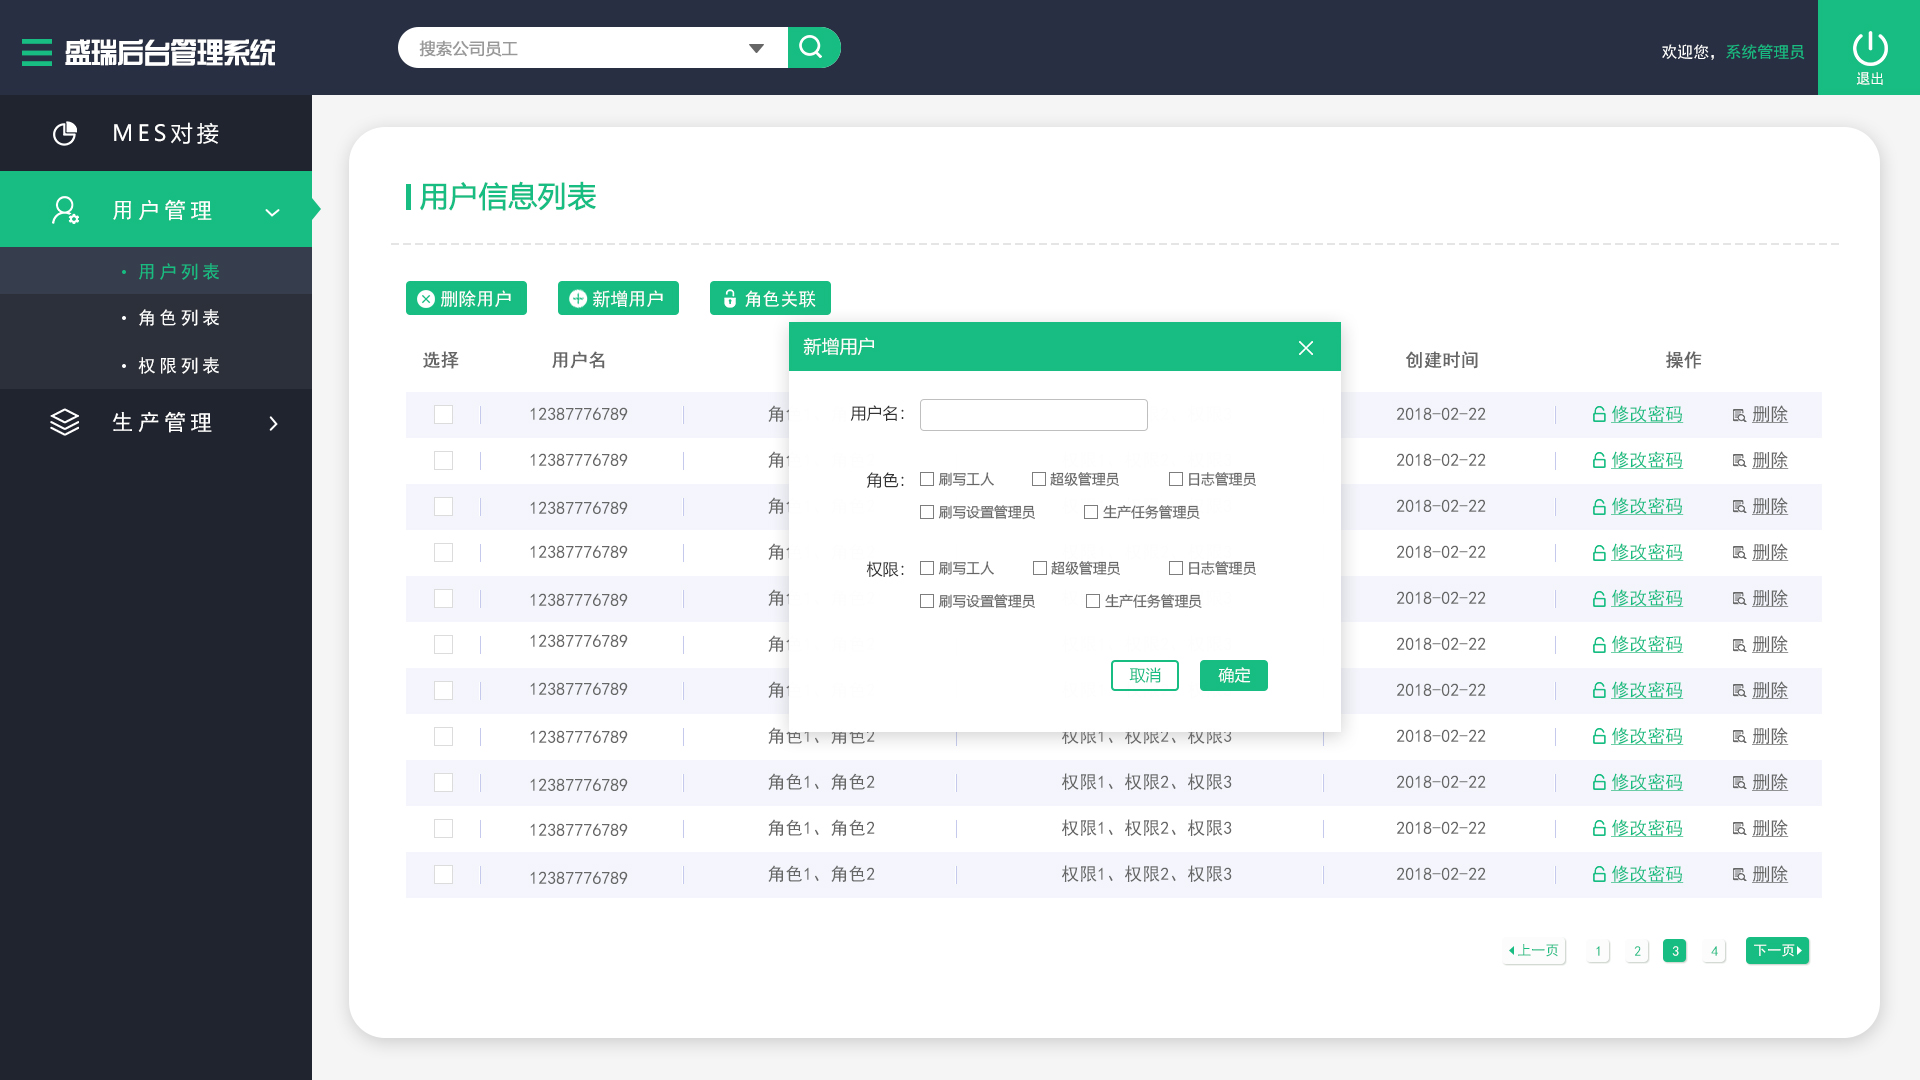 盛瑞后台管理系统
搜索公司员工
欢迎您，系统管理员
退出
MES对接
用户管理
· 用户列表
· 角色列表
· 权限列表
生产管理
用户信息列表
删除用户 新增用户 角色关联
选择 用户名 创建时间 操作
12387776789 角 2018-02-22 修改密码 删除
12387776789 角 2018-02-22 修改密码 删除
12387776789 角 2018-02-22 修改密码 删除
12387776789 角 2018-02-22 修改密码 删除
12387776789 角 2018-02-22 修改密码 删除
12387776789 角 2018-02-22 修改密码 删除
12387776789 角 2018-02-22 修改密码 删除
12387776789 角色1、角色2 权限1、权限2、权限3 2018-02-22 修改密码 删除
12387776789 角色1、角色2 权限1、权限2、权限3 2018-02-22 修改密码 删除
12387776789 角色1、角色2 权限1、权限2、权限3 2018-02-22 修改密码 删除
12387776789 角色1、角色2 权限1、权限2、权限3 2018-02-22 修改密码 删除
新增用户
用户名：
角色： 刷写工人 超级管理员 日志管理员
刷写设置管理员 生产任务管理员
权限： 刷写工人 超级管理员 日志管理员
刷写设置管理员 生产任务管理员
取消 确定
上一页 1 2 3 4 下一页